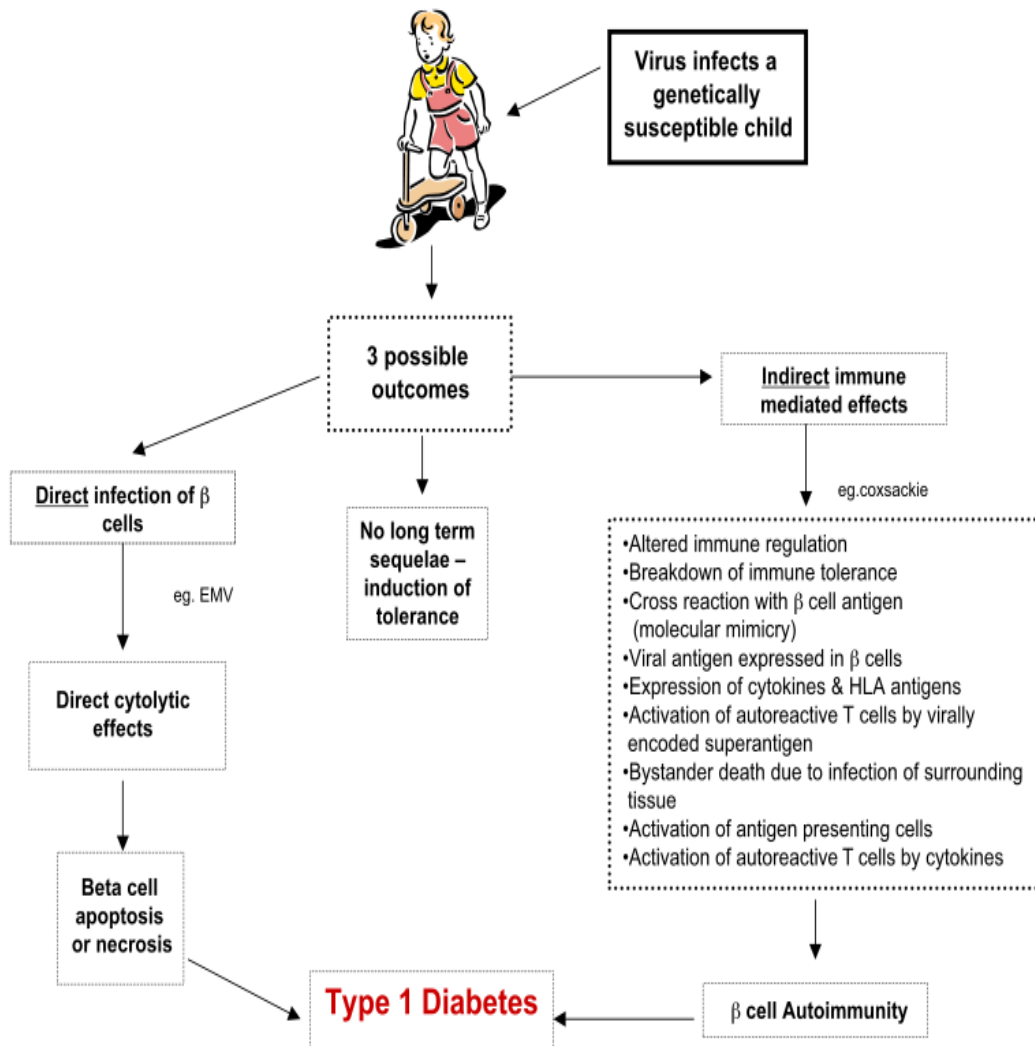 Virus infects a
genetically
susceptible child
3 possible
outcomes
Indirect immune
mediated effects
Direct infection of β
cells
eg.coxsackie
No long term
sequelae –
induction of
tolerance
eg. EMV
•Altered immune regulation
•Breakdown of immune tolerance
•Cross reaction with β cell antigen
(molecular mimicry)
•Viral antigen expressed in β cells
•Expression of cytokines & HLA antigens
•Activation of autoreactive T cells by virally
encoded superantigen
•Bystander death due to infection of surrounding
tissue
•Activation of antigen presenting cells
•Activation of autoreactive T cells by cytokines
Direct cytolytic
effects
Beta cell
apoptosis
or necrosis
Type 1 Diabetes
β cell Autoimmunity